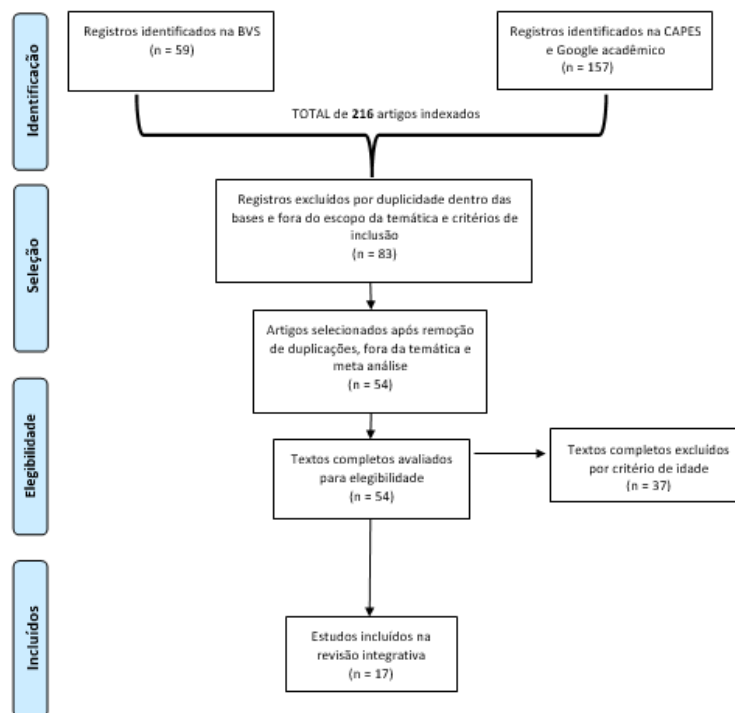 Identificação
Registros identificados na BVS
(n = 59)
Registros identificados na CAPES
e Google acadêmico
(n = 157)
TOTAL de 216 artigos indexados
Seleção
Registros excluídos por duplicidade dentro das
bases e fora do escopo da temática e critérios de
inclusão
(n = 83)
Artigos selecionados após remoção
de duplicações, fora da temática e
meta análise
(n = 54)
Elegibilidade
Textos completos avaliados
para elegibilidade
(n = 54)
Textos completos excluídos
por critério de idade
(n = 37)
Incluídos
Estudos incluídos na
revisão integrativa
(n = 17)